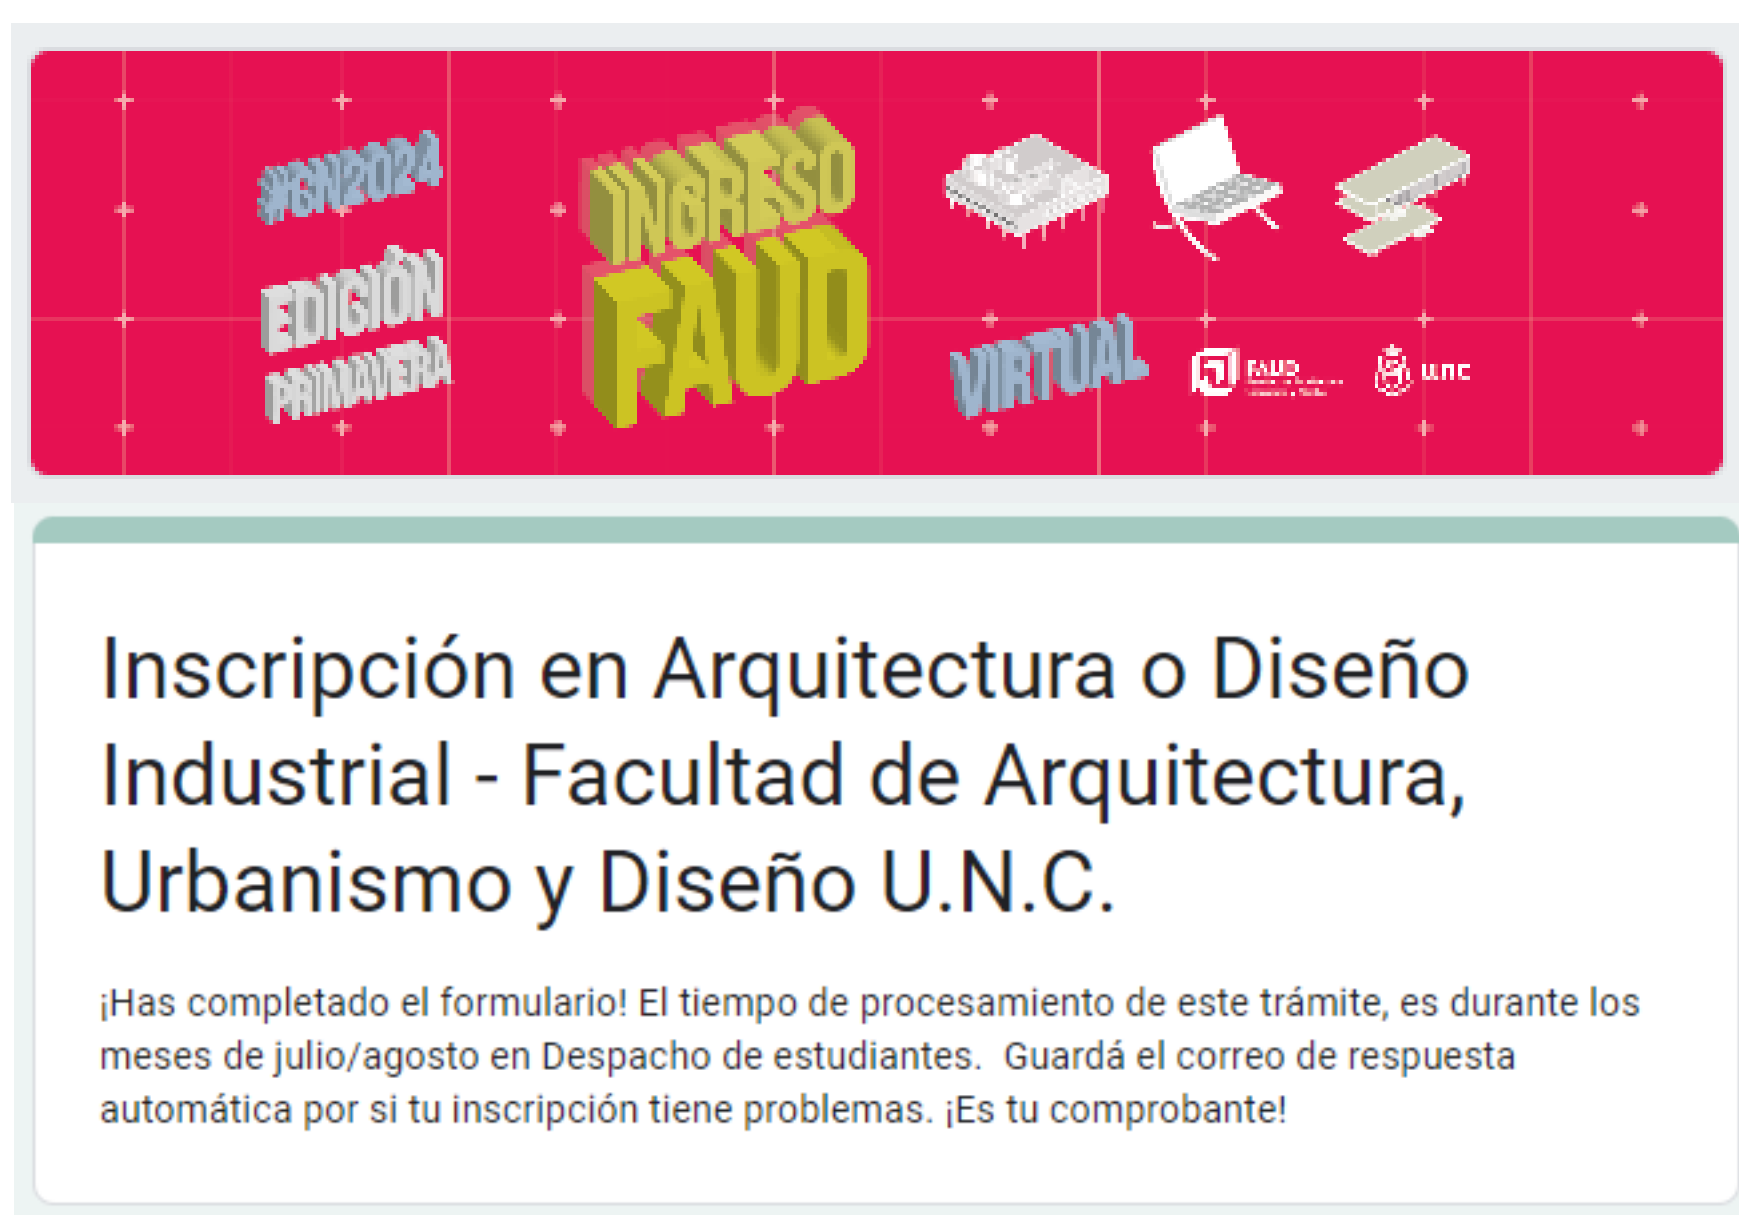 #GN2024
EDICIÓN
PRIMAVERA
INGRESO
FAUD
VIRTUAL
FAUD
unc
Inscripción en Arquitectura o Diseño
Industrial - Facultad de Arquitectura,
Urbanismo y Diseño U.N.C.
¡Has completado el formulario! El tiempo de procesamiento de este trámite, es durante los
meses de julio/agosto en Despacho de estudiantes. Guardá el correo de respuesta
automática por si tu inscripción tiene problemas. ¡Es tu comprobante!